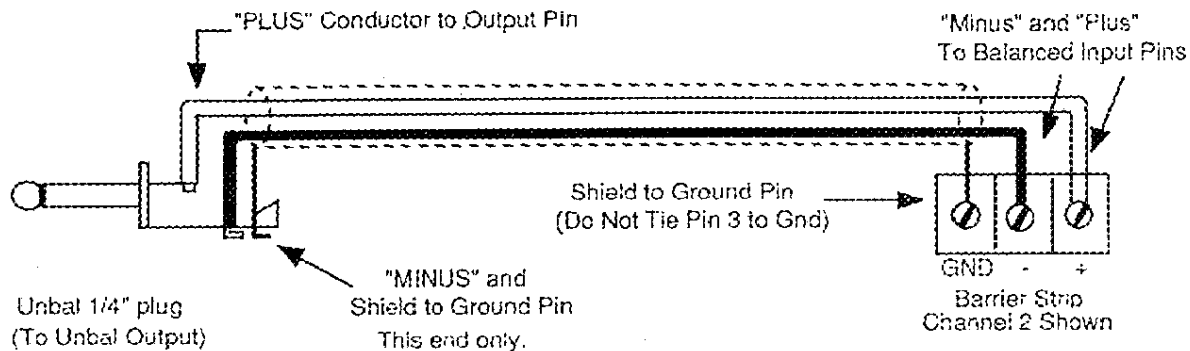 "PLUS" Conductor to Output Pin
"Minus" and "Plus"
To Balanced Input Pins
Shield to Ground Pin
(Do Not Tie Pin 3 to Gnd)
"MINUS" and
Shield to Ground Pin
This end only.
Unbal 1/4" plug
(To Unbal Output)
GND - +
Barrier Strip
Channel 2 Shown